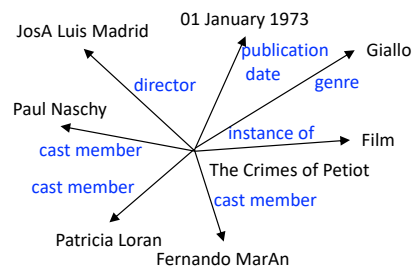 01 January 1973
JosA Luis Madrid
Giallo
publication
date
director
genre
Paul Naschy
instance of
Film
cast member
The Crimes of Petiot
cast member
cast member
Patricia Loran
Fernando MarAn